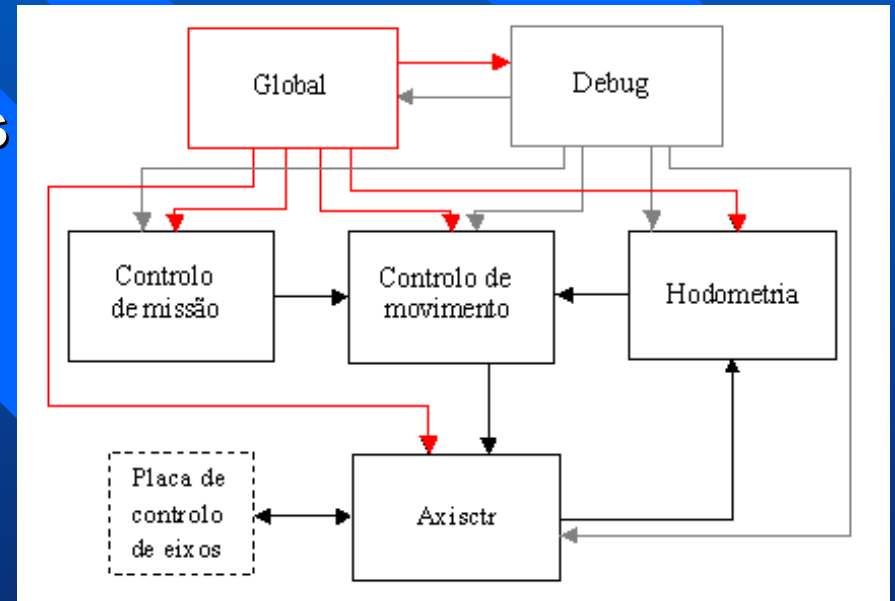 Global
Debug
Controlo
de missão
Controlo de
movimento
Hodometria
Placa de
controlo
de eixos
Axisctr